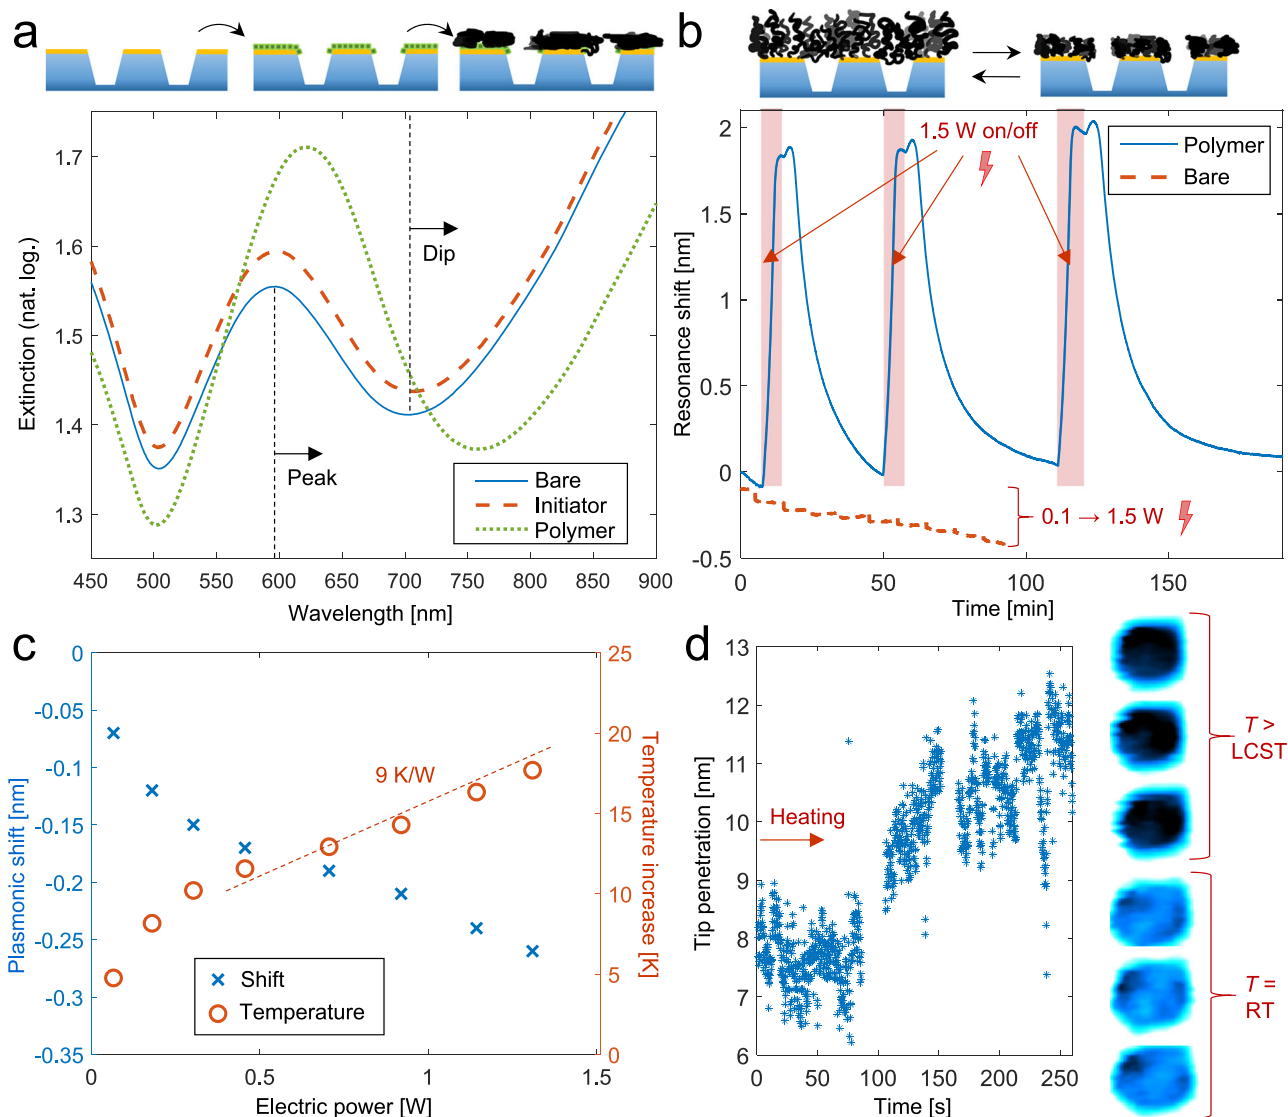 a
1.7
1.6
1.5
1.4
1.3
Extinction (nat. log.)
Dip
Peak
Bare
Initiator
Polymer
450 500 550 600 650 700 750 800 850 900
Wavelength [nm]
b
2
1.5
1
0.5
0
-0.5
Resonance shift [nm]
1.5 W on/off
Polymer
Bare
0.1 → 1.5 W
0 50 100 150
Time [min]
c
0
-0.05
-0.1
-0.15
-0.2
-0.25
-0.3
-0.35
Plasmonic shift [nm]
25
20
15
10
5
0
Temperature increase [K]
9 K/W
Shift
Temperature
0 0.5 1 1.5
Electric power [W]
d
13
12
11
10
9
8
7
6
Tip penetration [nm]
Heating
0 50 100 150 200 250
Time [s]
T >
LCST
T =
RT